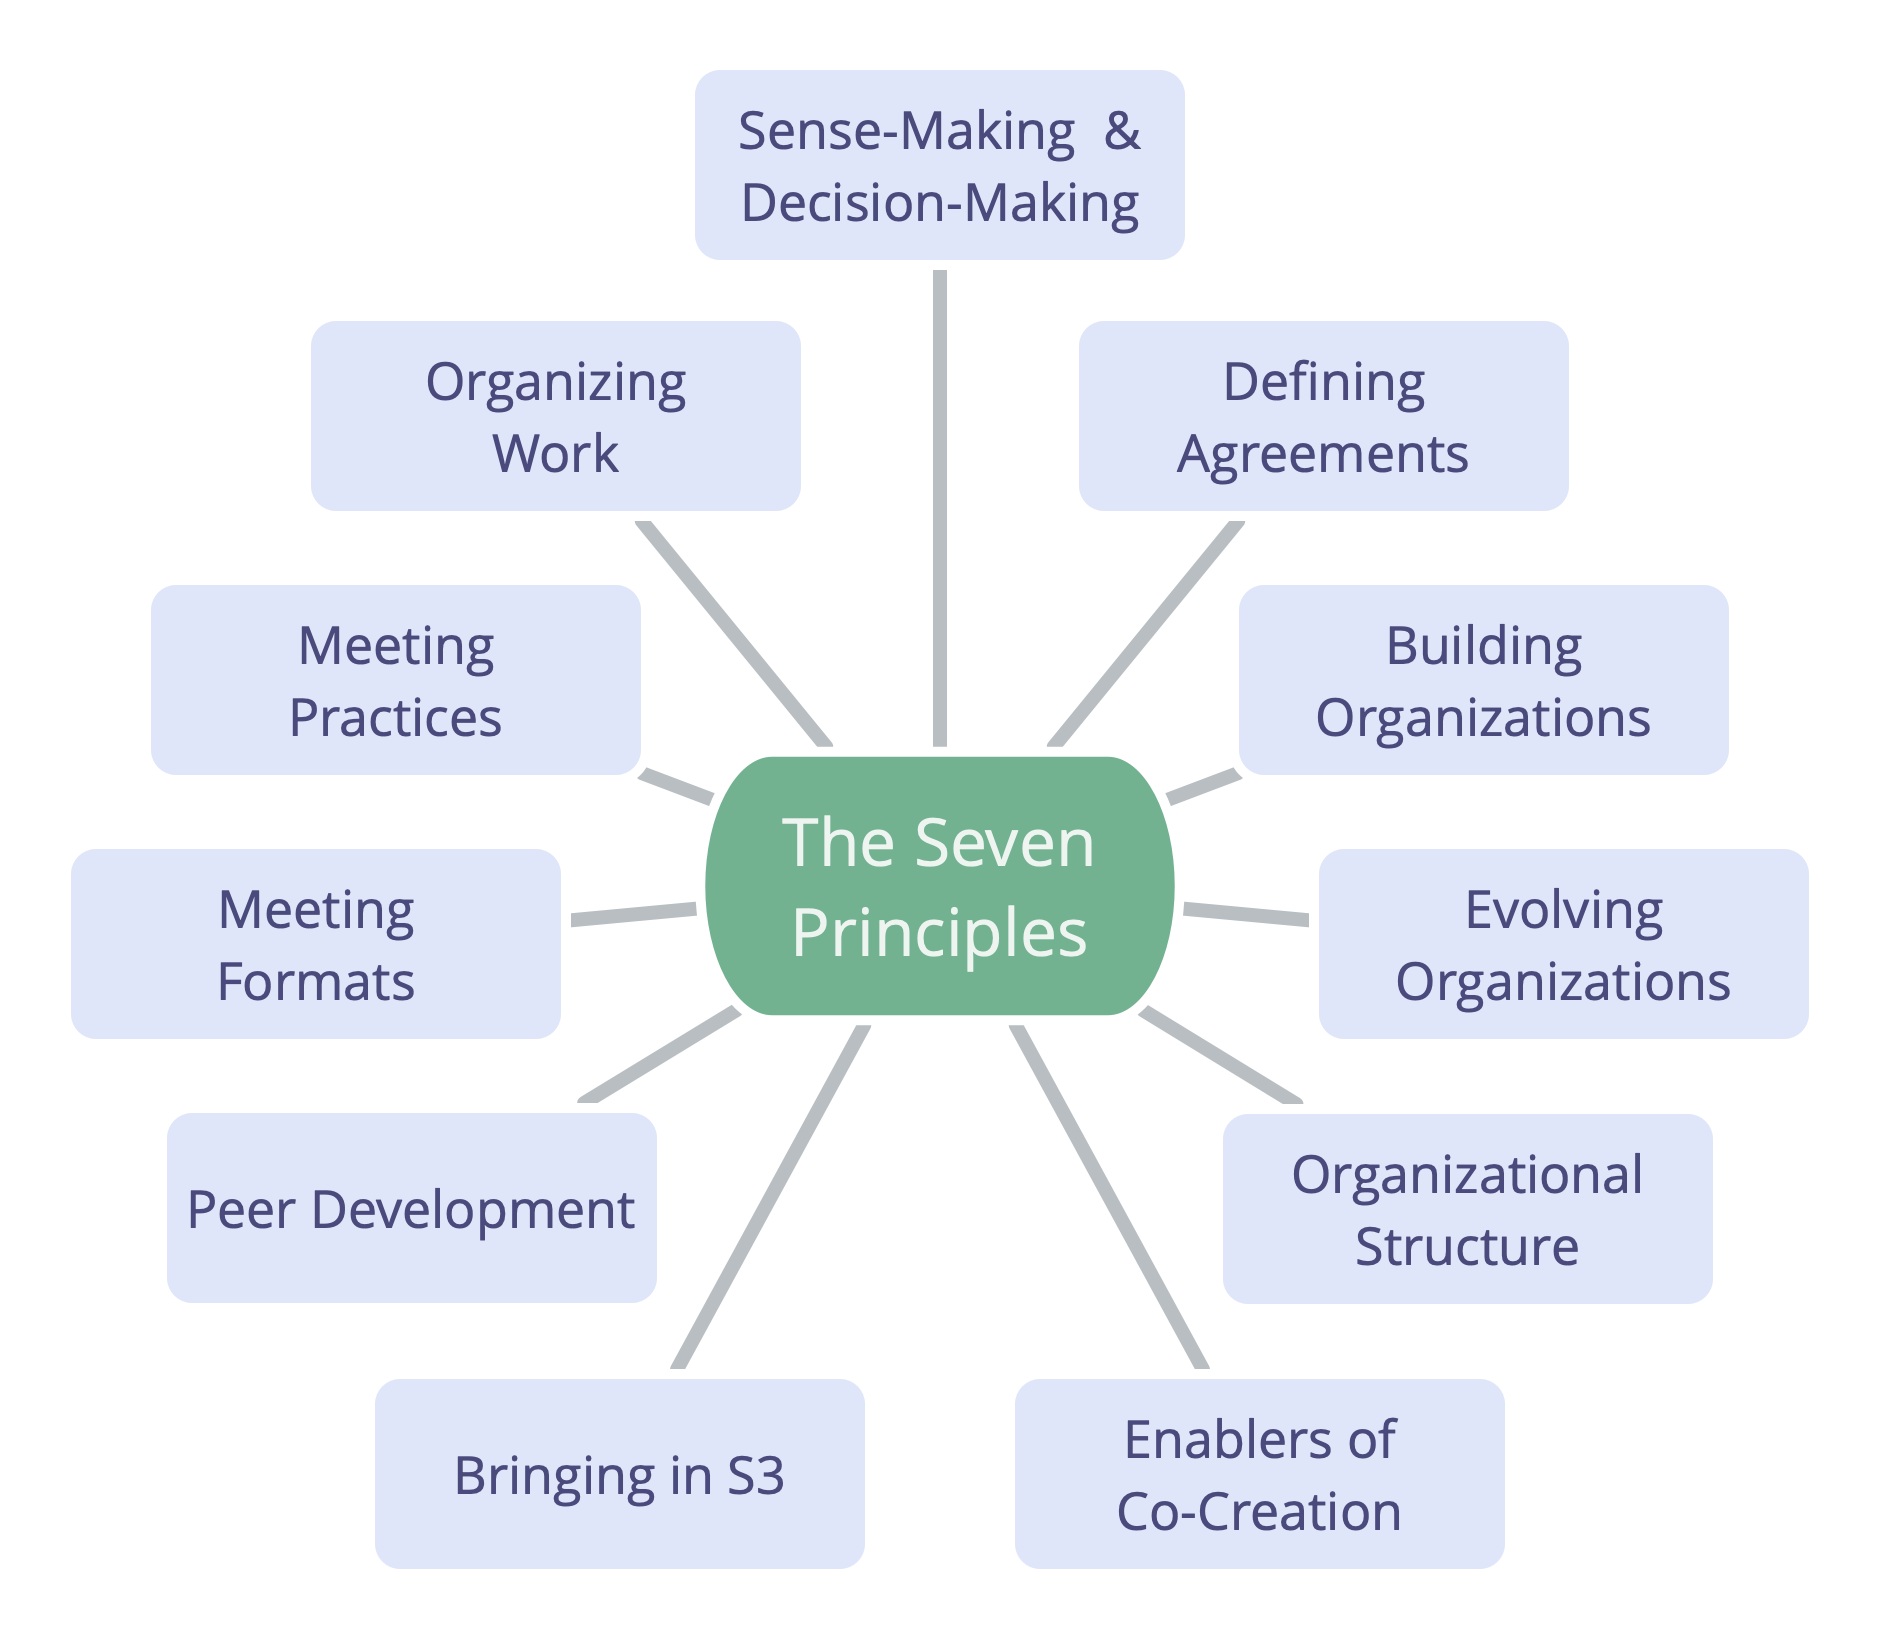 Sense-Making  &
Decision-Making
Organizing
Work
Defining
Agreements
Meeting
Practices
Building
Organizations
The Seven
Principles
Meeting
Formats
Evolving
Organizations
Peer Development
Organizational
Structure
Bringing in S3
Enablers of
Co-Creation